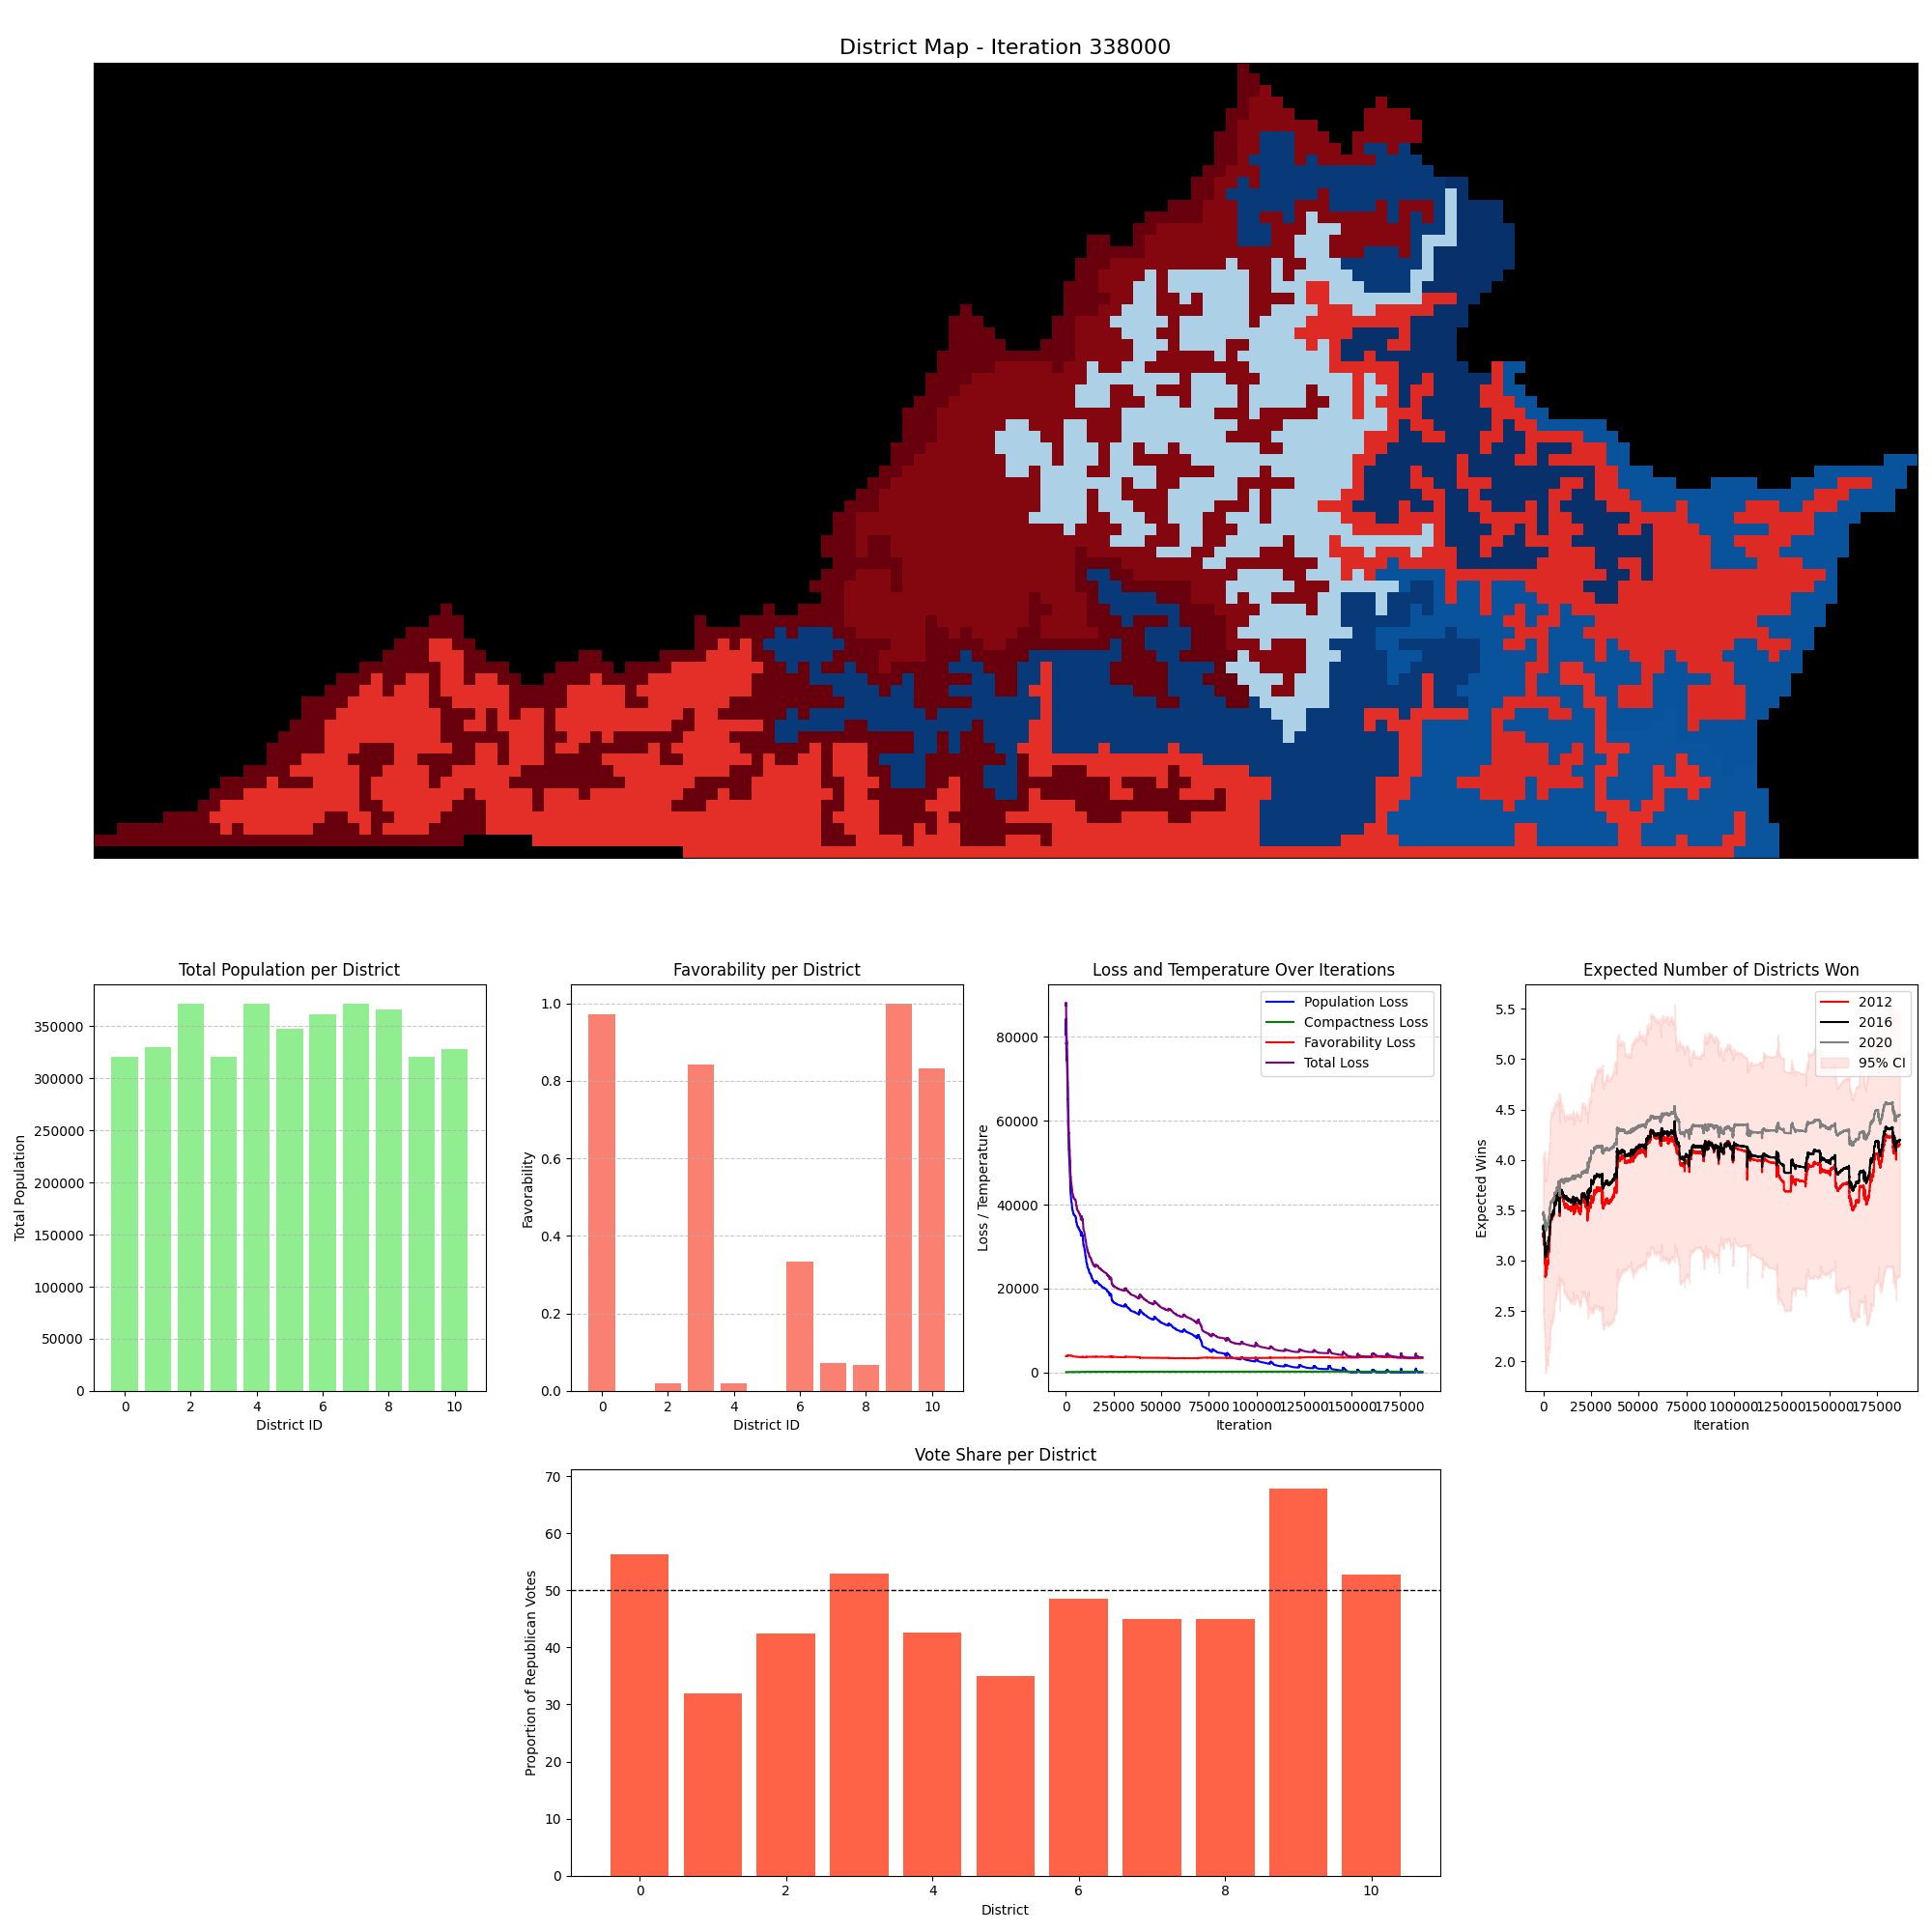 District Map - Iteration 338000
Total Population per District
Total Population
350000
300000
250000
200000
150000
100000
50000
0
0 2 4 6 8 10
District ID
Favorability per District
Favorability
1.0
0.8
0.6
0.4
0.2
0.0
0 2 4 6 8 10
District ID
Loss and Temperature Over Iterations
Loss / Temperature
80000
60000
40000
20000
0
Population Loss
Compactness Loss
Favorability Loss
Total Loss
0 25000 50000 75000 100000 125000 150000 175000
Iteration
Expected Number of Districts Won
Expected Wins
5.5
5.0
4.5
4.0
3.5
3.0
2.5
2.0
2012
2016
2020
95% CI
0 25000 50000 75000 100000 125000 150000 175000
Iteration
Vote Share per District
Proportion of Republican Votes
70
60
50
40
30
20
10
0
0 2 4 6 8 10
District